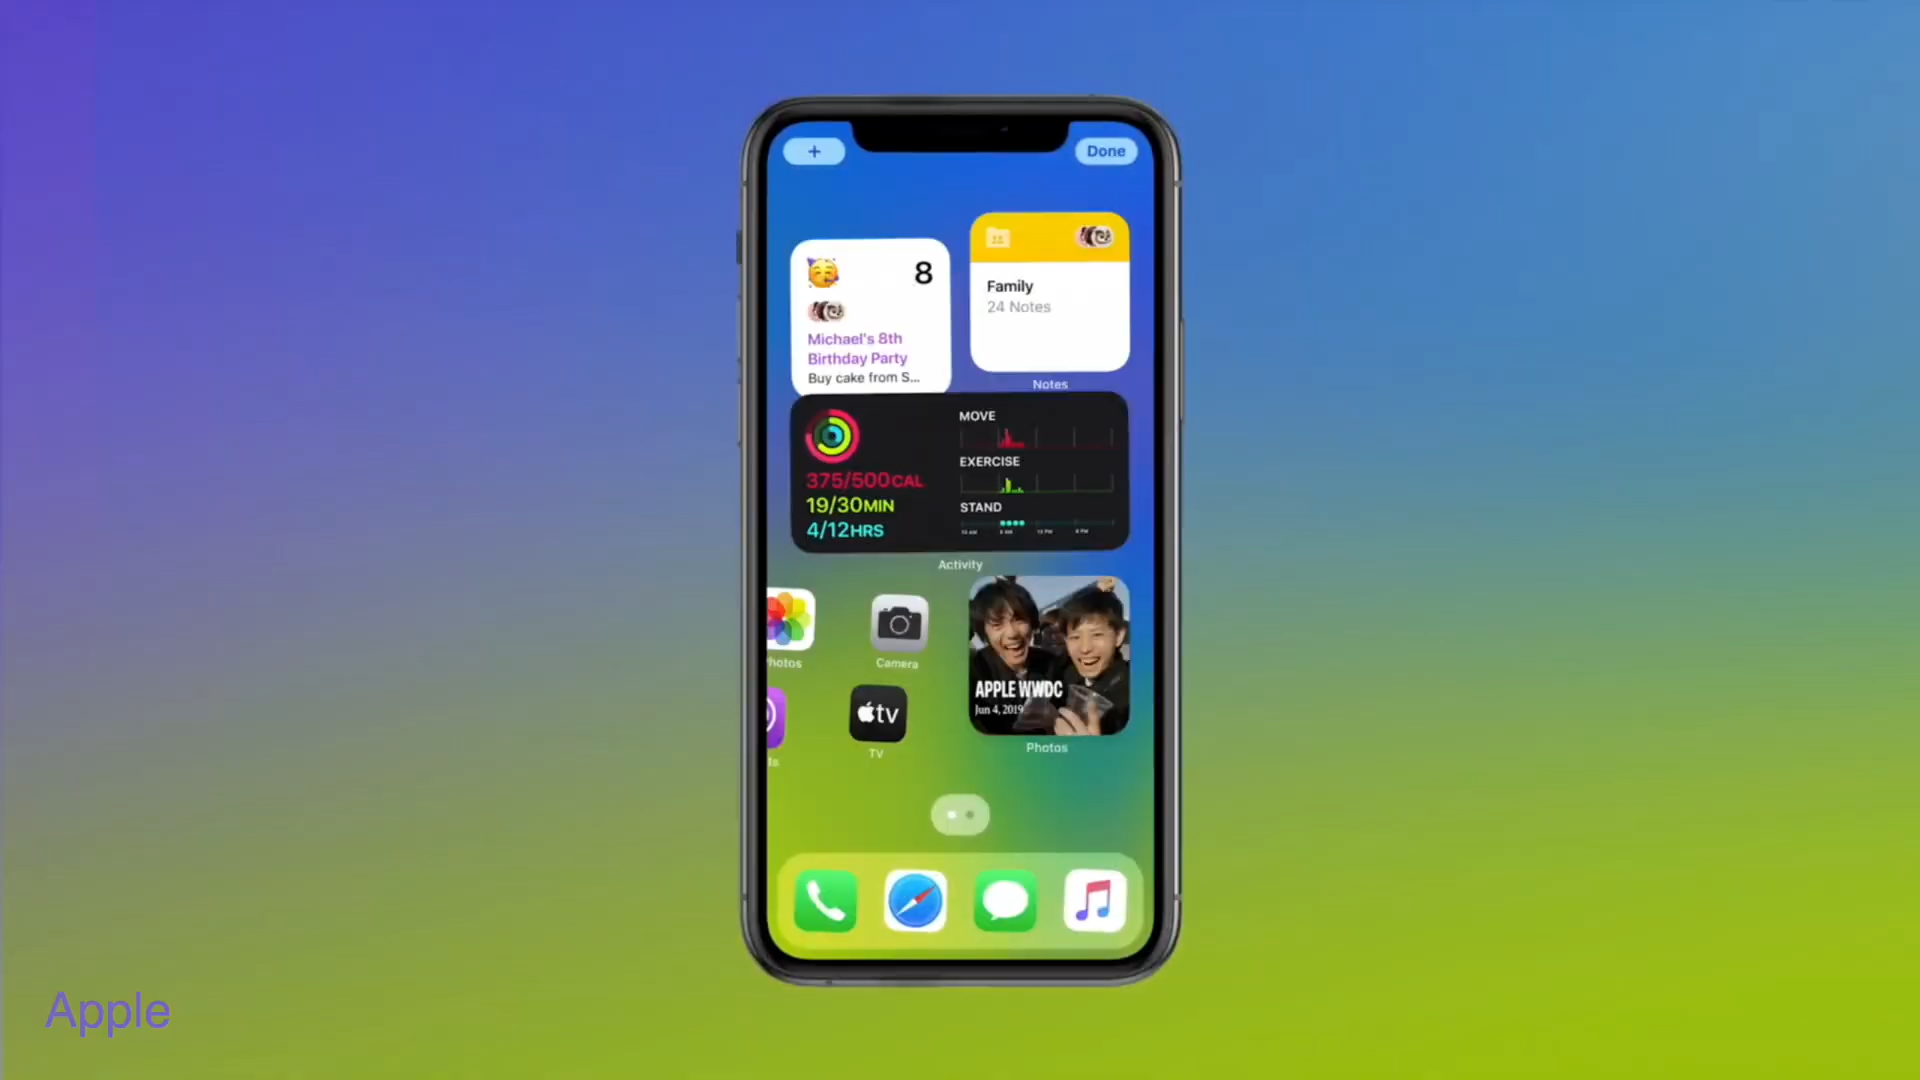 +
Done
8
Michael's 8th
Birthday Party
Buy cake from S...
Family
24 Notes
Notes
375/500CAL
19/30MIN
4/12HRS
MOVE
EXERCISE
STAND
Activity
hotos
Camera
APPLE WWDC
Jun 4, 2019
Photos
ts
tv
TV
Apple